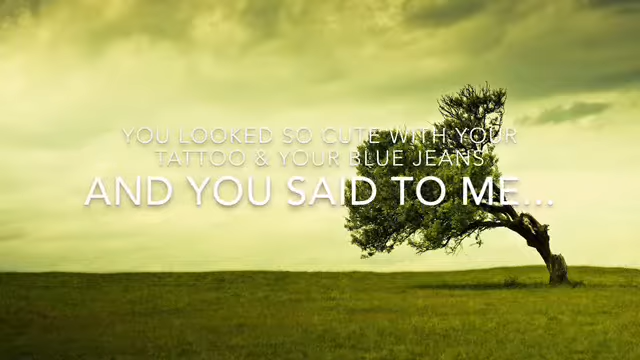 YOU LOOKED SO CUTE WITH YOUR
TATTOO & YOUR BLUE JEANS
AND YOU SAID TO ME...